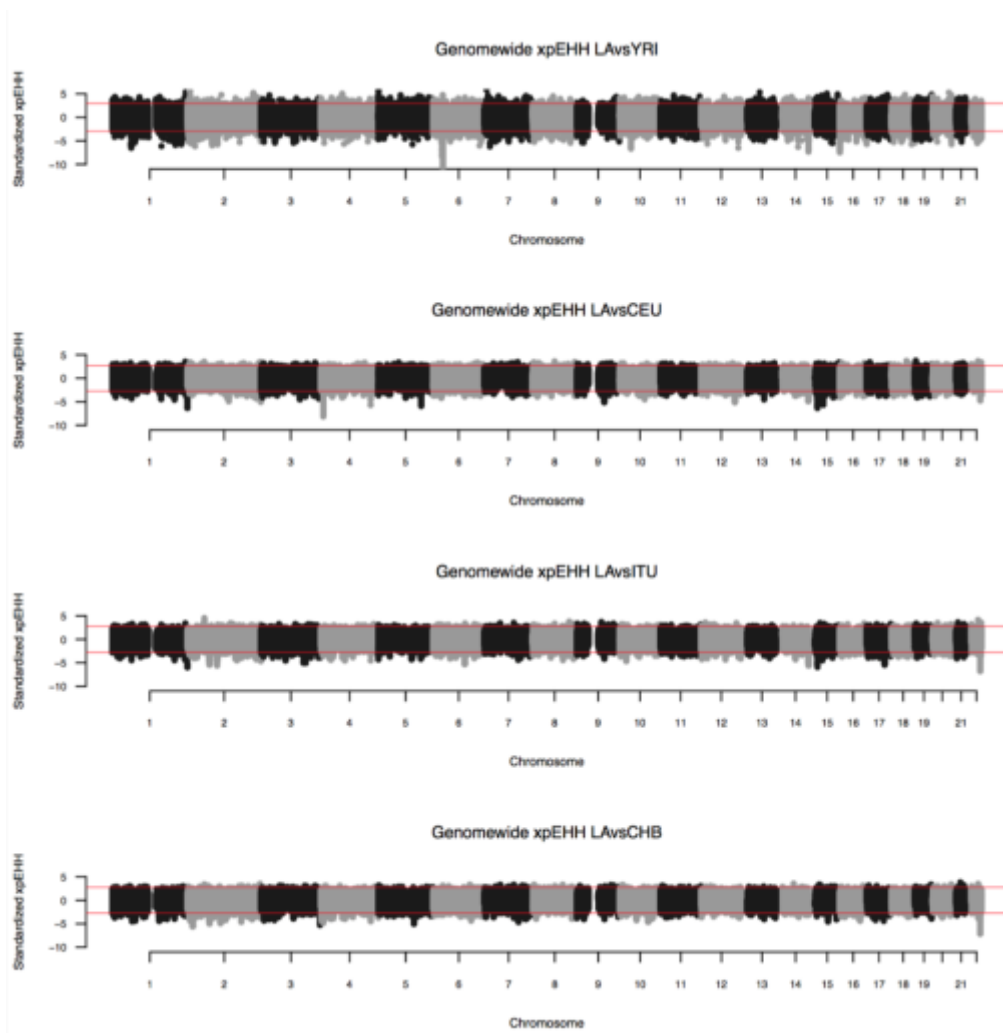 Genomewide xpEHH LAvsYRI
Standardized xpEHH
5
0
−5
−10
1 2 3 4 5 6 7 8 9 10 11 12 13 14 15 16 17 18 19 21
Chromosome
Genomewide xpEHH LAvsCEU
Standardized xpEHH
5
0
−5
−10
1 2 3 4 5 6 7 8 9 10 11 12 13 14 15 16 17 18 19 21
Chromosome
Genomewide xpEHH LAvsITU
Standardized xpEHH
5
0
−5
−10
1 2 3 4 5 6 7 8 9 10 11 12 13 14 15 16 17 18 19 21
Chromosome
Genomewide xpEHH LAvsCHB
Standardized xpEHH
5
0
−5
−10
1 2 3 4 5 6 7 8 9 10 11 12 13 14 15 16 17 18 19 21
Chromosome